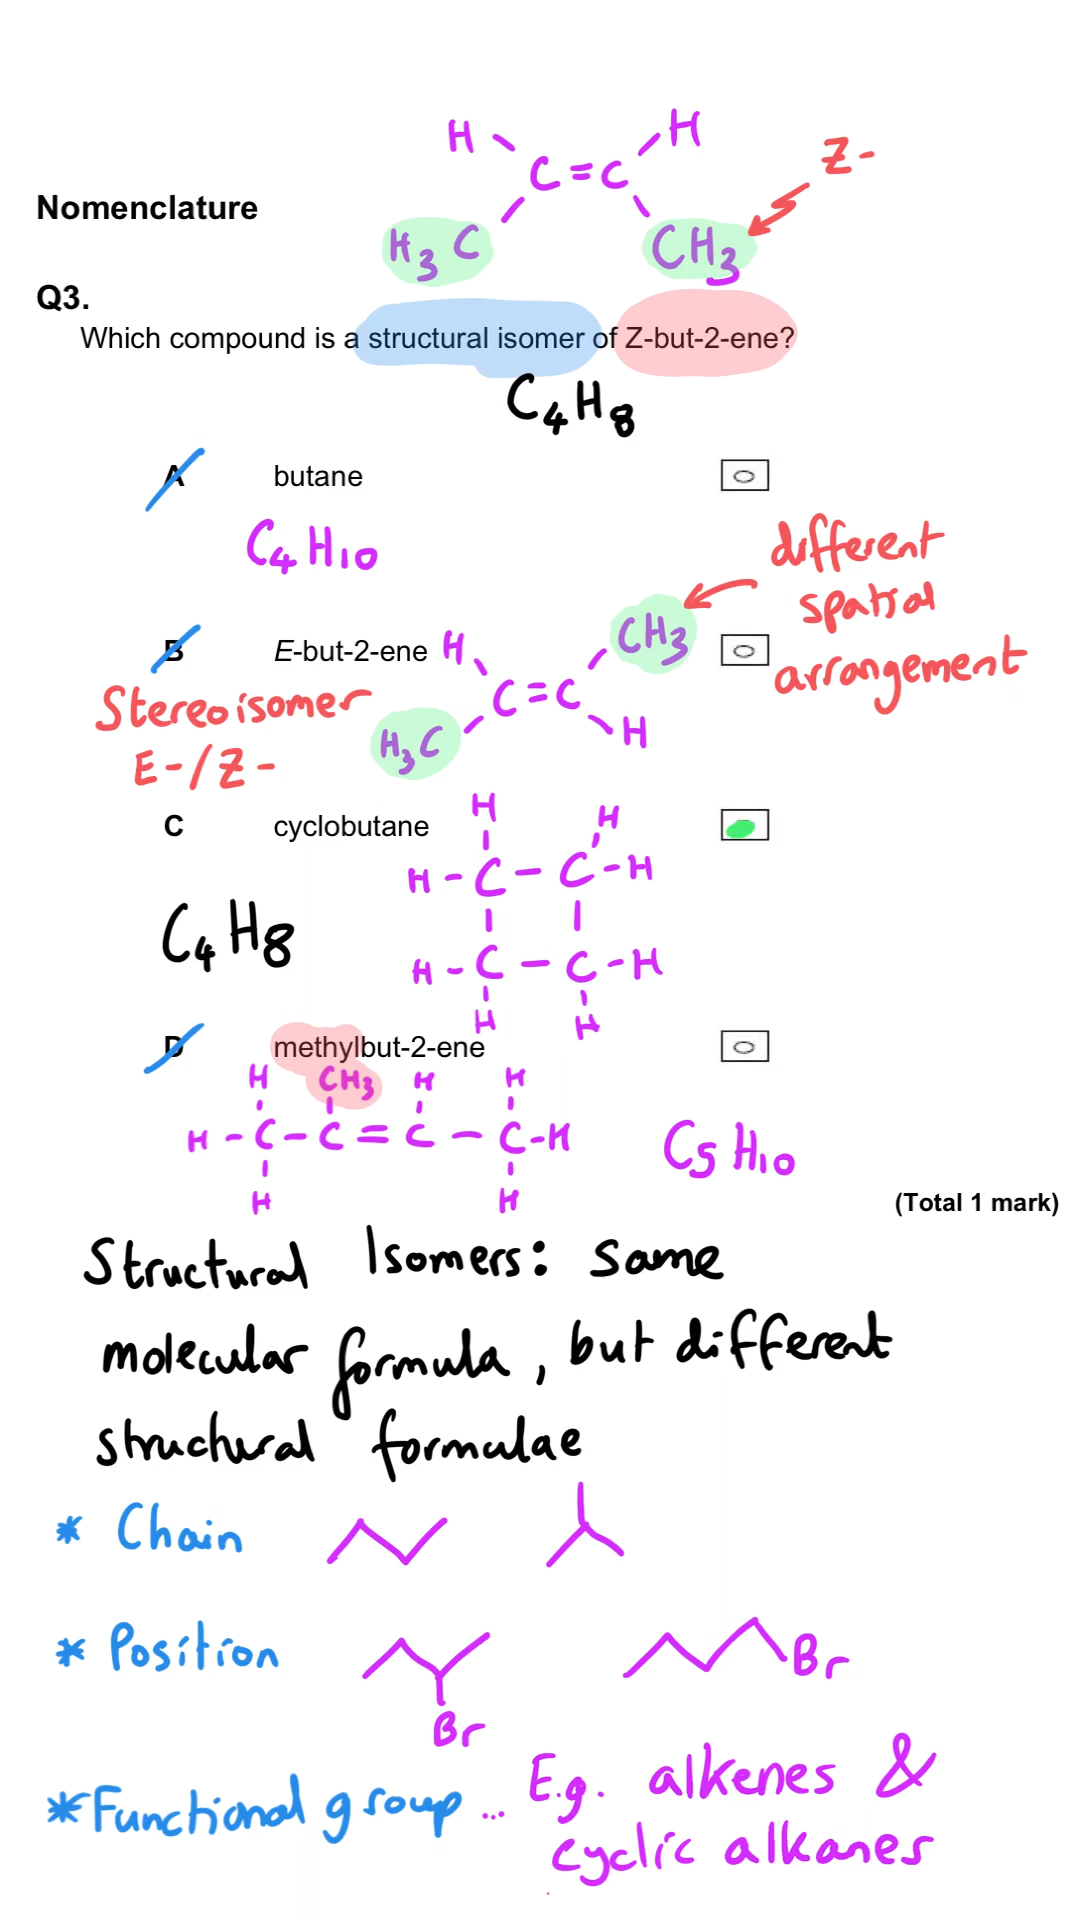 H H
C = C
Z -
Nomenclature
H3C CH3
Q3.
Which compound is a structural isomer of Z-but-2-ene?
C4H8
A butane
C4H10
different
spatial
arrangement
B E-but-2-ene
H CH3
C = C
H3C H
Stereoisomer
E - / Z -
C cyclobutane
H H
H - C - C - H
C4H8
H - C - C - H
H H
D methylbut-2-ene
H CH3 H H
H - C - C = C - C - H
H H
C5H10
(Total 1 mark)
Structural Isomers: same
molecular formula, but different
structural formulae
* Chain
* Position
Br
Br
* Functional group ... E.g. alkenes &
cyclic alkanes